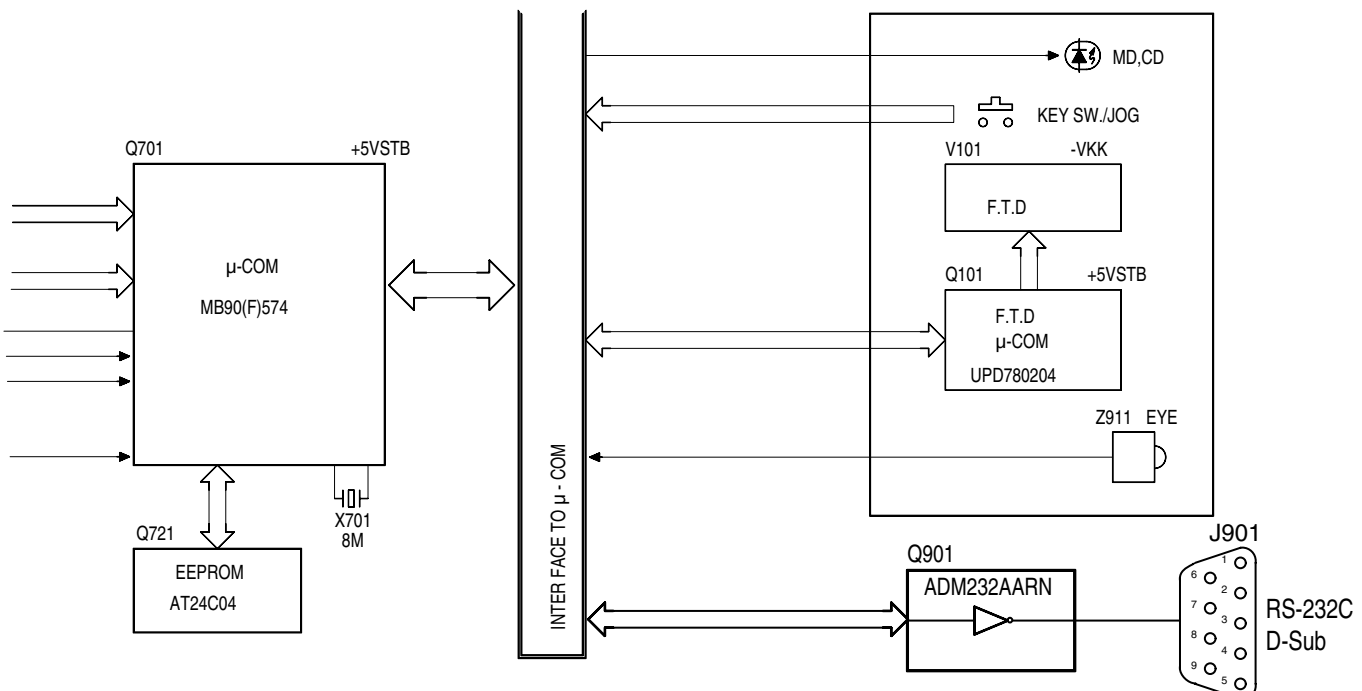 MD,CD
KEY SW./JOG
V101 -VKK
F.T.D
Q101 +5VSTB
F.T.D
µ-COM
UPD780204
Z911 EYE
Q701 +5VSTB
µ-COM
MB90(F)574
X701
8M
Q721
EEPROM
AT24C04
INTER FACE TO µ - COM
Q901
ADM232AARN
J901
1
6
2
7
3
8
4
9
5
RS-232C
D-Sub